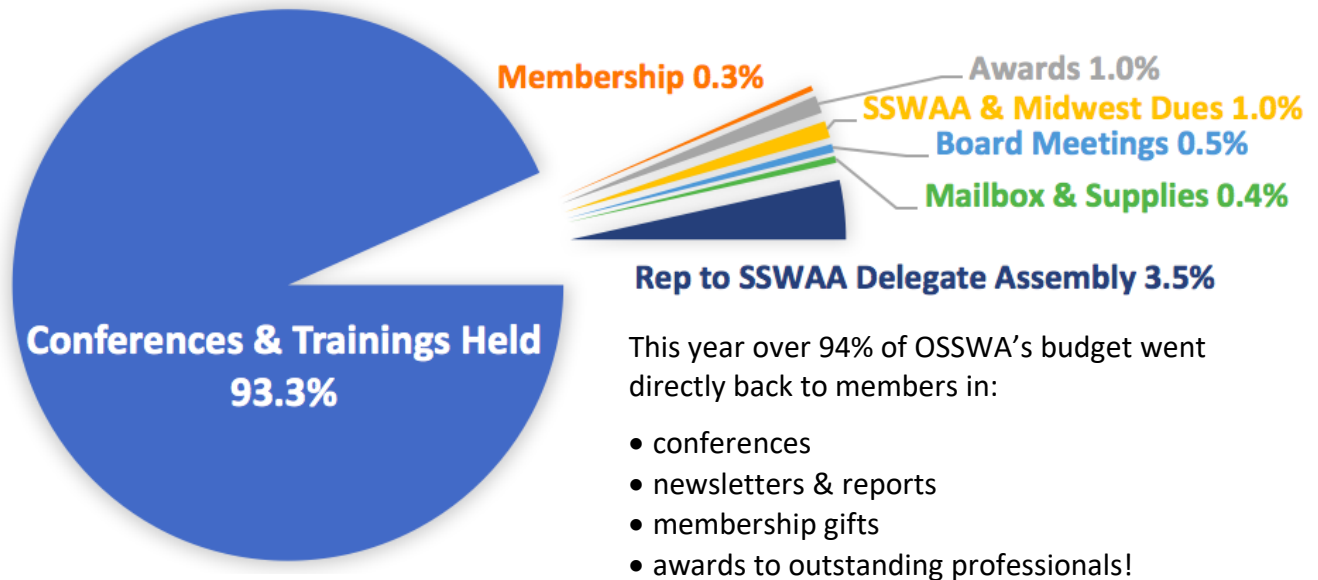 Membership 0.3%
Awards 1.0%
SSWAA & Midwest Dues 1.0%
Board Meetings 0.5%
Mailbox & Supplies 0.4%
Rep to SSWAA Delegate Assembly 3.5%
Conferences & Trainings Held
93.3%
This year over 94% of OSSWA’s budget went
directly back to members in:
• conferences
• newsletters & reports
• membership gifts
• awards to outstanding professionals!